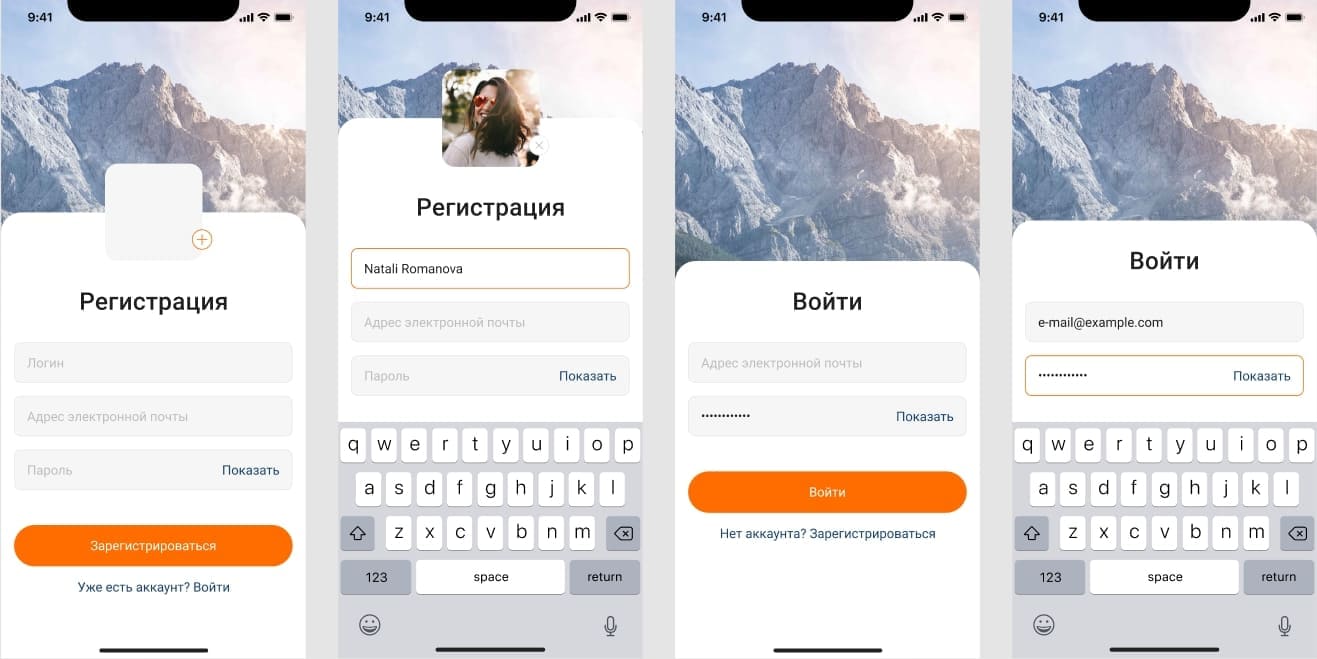 9:41
Регистрация
Логин
Адрес электронной почты
Пароль Показать
Зарегистрироваться
Уже есть аккаунт? Войти
9:41
Регистрация
Natali Romanova
Адрес электронной почты
Пароль Показать
q w e r t y u i o p
a s d f g h j k l
z x c v b n m
123 space return
9:41
Войти
Адрес электронной почты
•••••••••••• Показать
Войти
Нет аккаунта? Зарегистрироваться
9:41
Войти
e-mail@example.com
•••••••••••• Показать
q w e r t y u i o p
a s d f g h j k l
z x c v b n m
123 space return